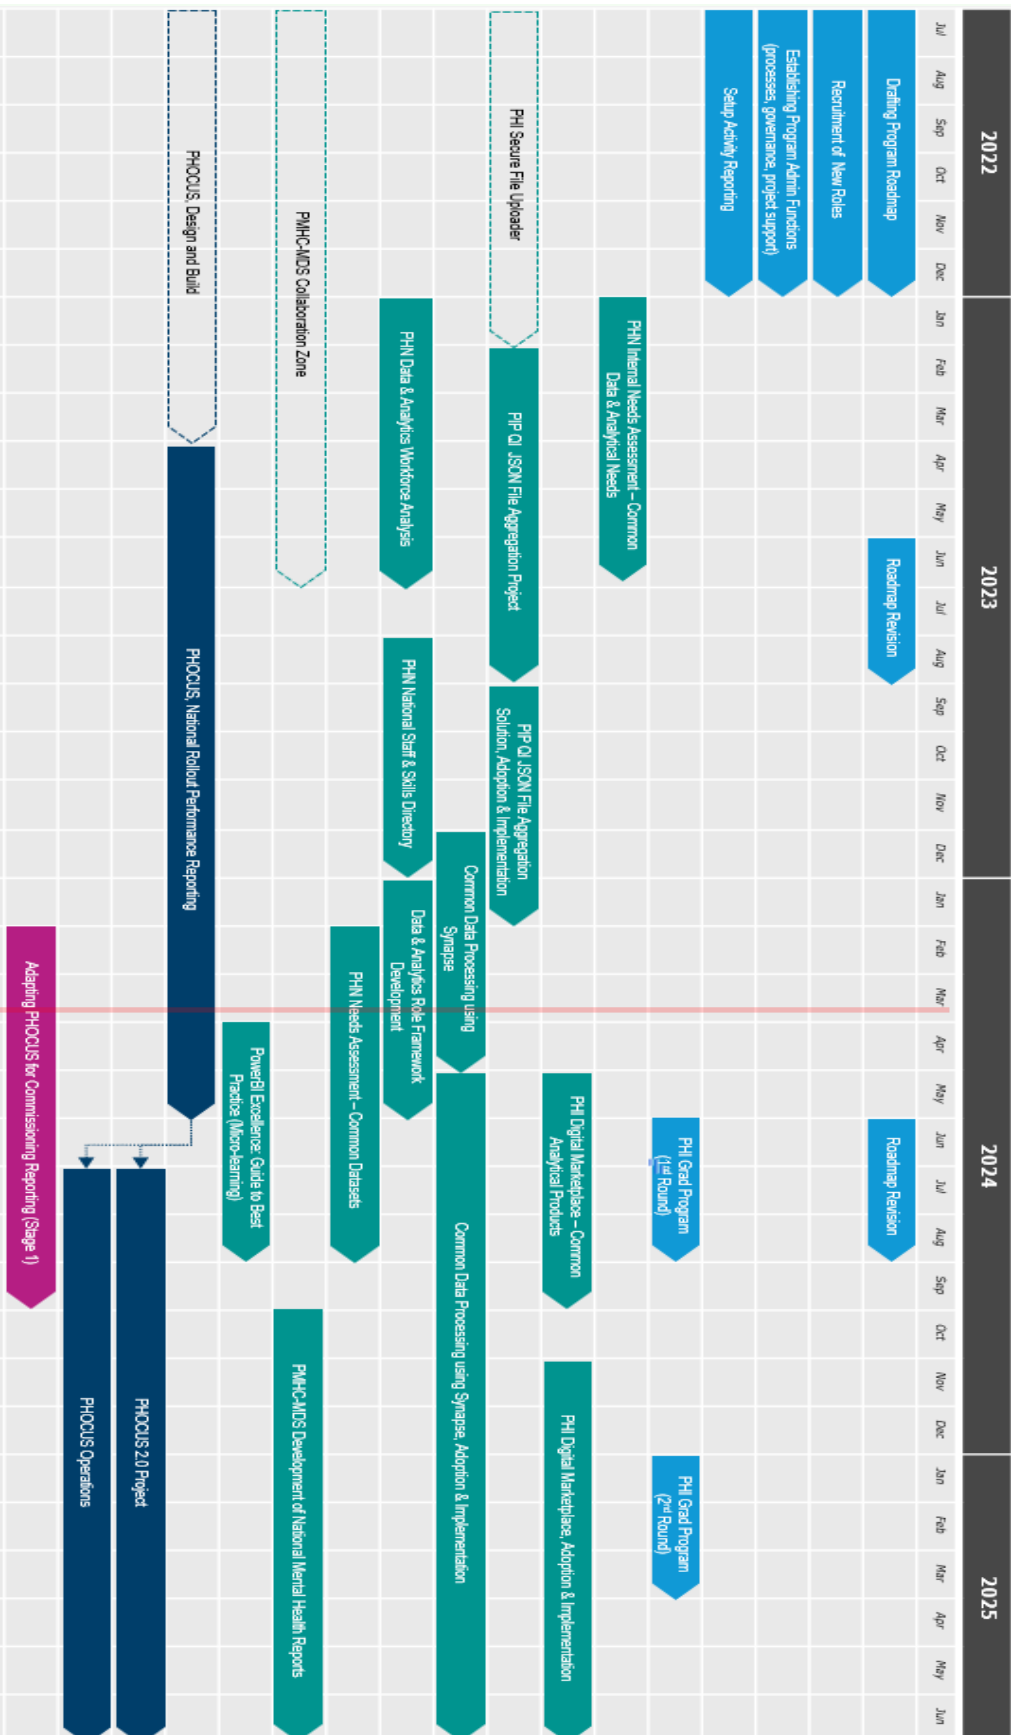 2022
2023
2024
2025
Jul
Aug
Sep
Oct
Nov
Dec
Jan
Feb
Mar
Apr
May
Jun
Jul
Aug
Sep
Oct
Nov
Dec
Jan
Feb
Mar
Apr
May
Jun
Jul
Aug
Sep
Oct
Nov
Dec
Jan
Feb
Mar
Apr
May
Jun
Drafting Program Roadmap
Roadmap Revision
Roadmap Revision
Recruitment of New Roles
Establishing Program Admin Functions
(processes, governance, project support)
Setup Activity Reporting
PHI Grad Program
(1st Round)
PHI Grad Program
(2nd Round)
PHN Internal Needs Assessment – Common
Data & Analytical Needs
PHI Digital Marketplace – Common
Analytical Products
PHI Digital Marketplace, Adoption & Implementation
PHI Secure File Uploader
PIP QI JSON File Aggregation Project
PIP QI JSON File Aggregation
Solution, Adoption & Implementation
Common Data Processing using
Synapse
Common Data Processing using Synapse, Adoption & Implementation
PHN Data & Analytics Workforce Analysis
PHN National Staff & Skills Directory
Data & Analytics Role Framework
Development
PHN Needs Assessment – Common Datasets
PMHC-MDS Collaboration Zone
PMHC-MDS Development of National Mental Health Reports
PowerBI Excellence: Guide to Best
Practice (Micro-learning)
PHOCUS, Design and Build
PHOCUS, National Rollout Performance Reporting
PHOCUS 2.0 Project
PHOCUS Operations
Adapting PHOCUS for Commissioning Reporting (Stage 1)